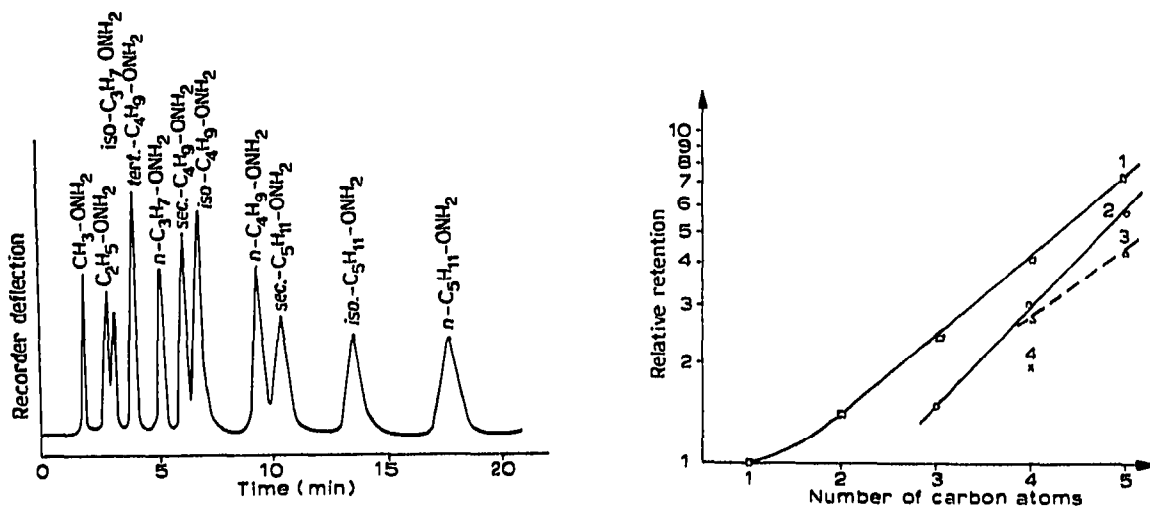 Recorder deflection
CH₃-ONH₂
C₂H₅-ONH₂
iso-C₃H₇ ONH₂
tert.-C₄H₉-ONH₂
n-C₃H₇-ONH₂
sec.-C₄H₉-ONH₂
iso-C₄H₉-ONH₂
n-C₄H₉-ONH₂
sec.-C₅H₁₁-ONH₂
iso.-C₅H₁₁-ONH₂
n-C₅H₁₁-ONH₂
0 5 10 15 20
Time (min)
Relative retention
10
9
8
7
6
5
4
3
2
1
1
2
3
4
1 2 3 4 5
Number of carbon atoms